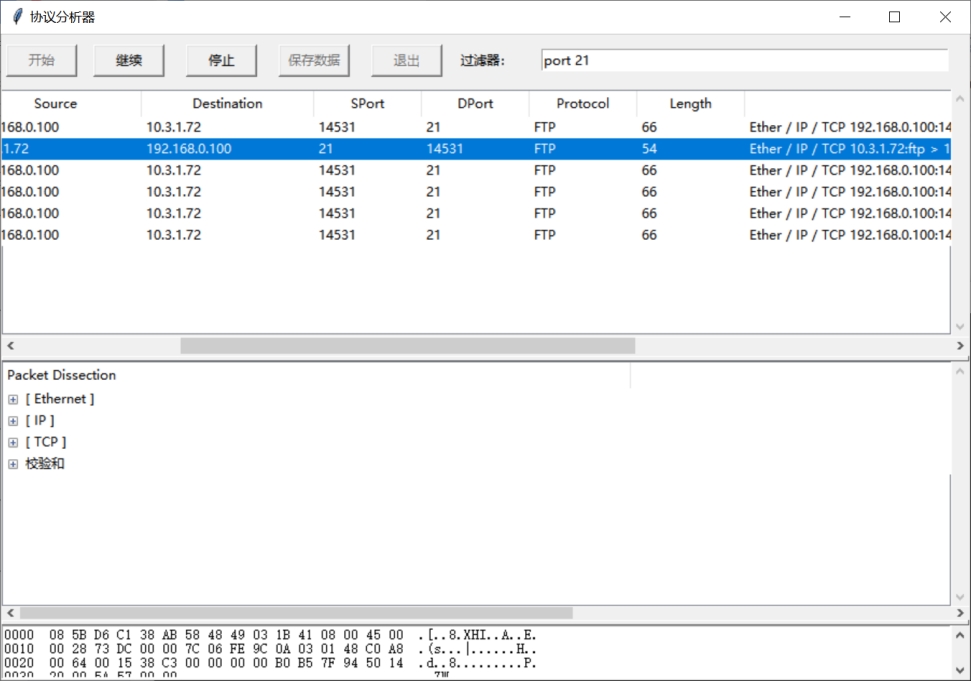 协议分析器
开始 继续 停止 保存数据 退出 过滤器: port 21
Source Destination SPort DPort Protocol Length
168.0.100 10.3.1.72 14531 21 FTP 66 Ether / IP / TCP 192.168.0.100:14
.1.72 192.168.0.100 21 14531 FTP 54 Ether / IP / TCP 10.3.1.72:ftp > 1
168.0.100 10.3.1.72 14531 21 FTP 66 Ether / IP / TCP 192.168.0.100:14
168.0.100 10.3.1.72 14531 21 FTP 66 Ether / IP / TCP 192.168.0.100:14
168.0.100 10.3.1.72 14531 21 FTP 66 Ether / IP / TCP 192.168.0.100:14
168.0.100 10.3.1.72 14531 21 FTP 66 Ether / IP / TCP 192.168.0.100:14
Packet Dissection
[ Ethernet ]
[ IP ]
[ TCP ]
校验和
0000 08 5B D6 C1 38 AB 58 48 49 03 1B 41 08 00 45 00 .[..8.XHI..A..E.
0010 00 28 73 DC 00 00 7C 06 FE 9C 0A 03 01 48 C0 A8 .(s...|......H..
0020 00 64 00 15 38 C3 00 00 00 00 B0 B5 7F 94 50 14 .d..8.........P.
0030 20 00 5A 57 00 00 .ZW..